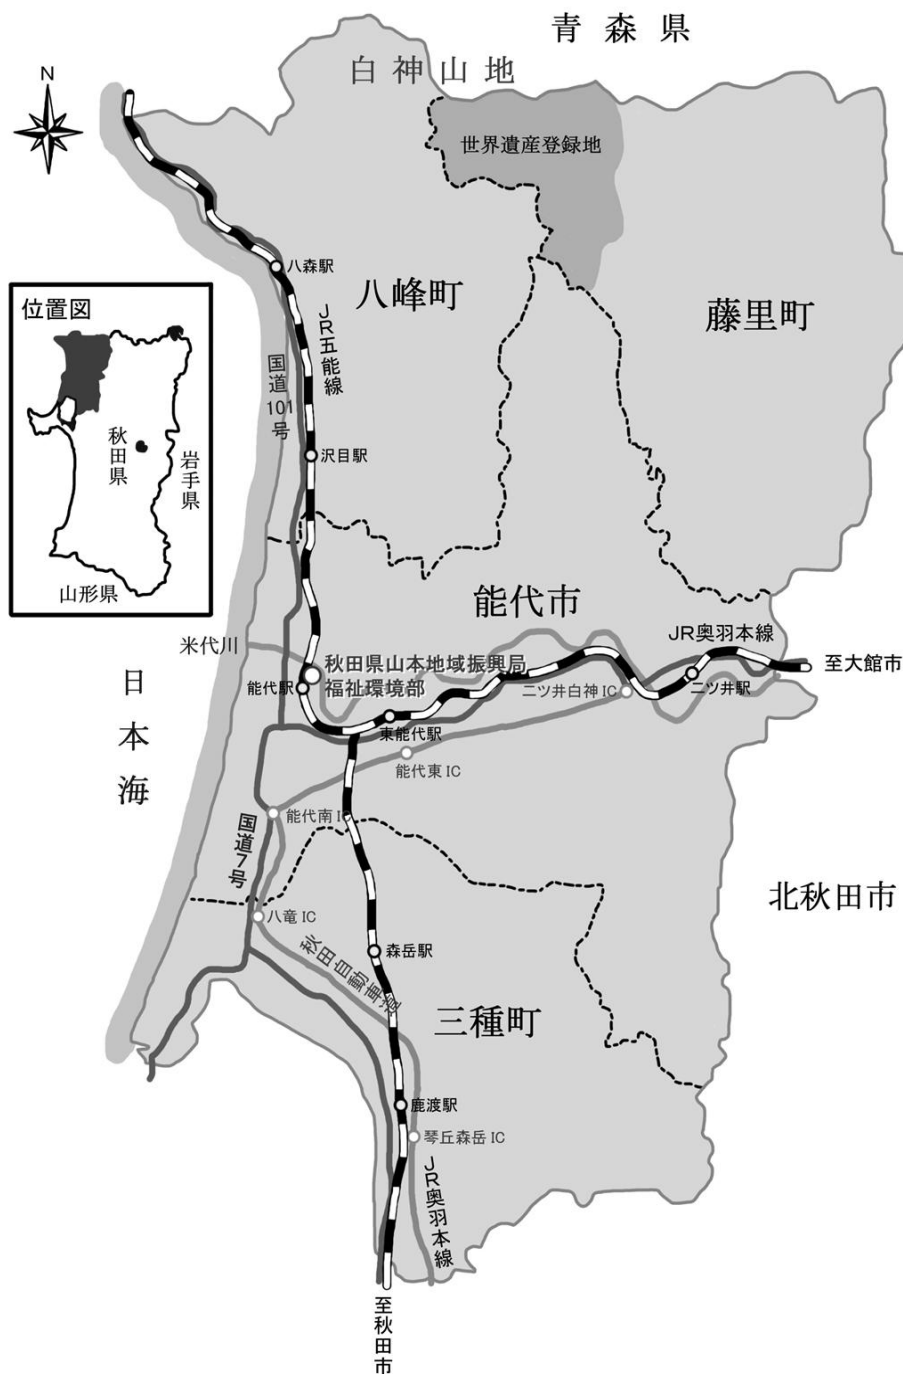 青森県
白神山地
N
世界遺産登録地
八森駅
八峰町
藤里町
JR五能線
国道101号
位置図
秋田県
岩手県
山形県
沢目駅
能代市
JR奥羽本線
米代川
秋田県山本地域振興局
福祉環境部
至大館市
能代駅
二ツ井白神IC
二ツ井駅
日本海
東能代駅
能代東IC
能代南I
国道7号
北秋田市
八竜IC
森岳駅
秋田自動車道
三種町
鹿渡駅
琴丘森岳IC
JR奥羽本線
至秋田市